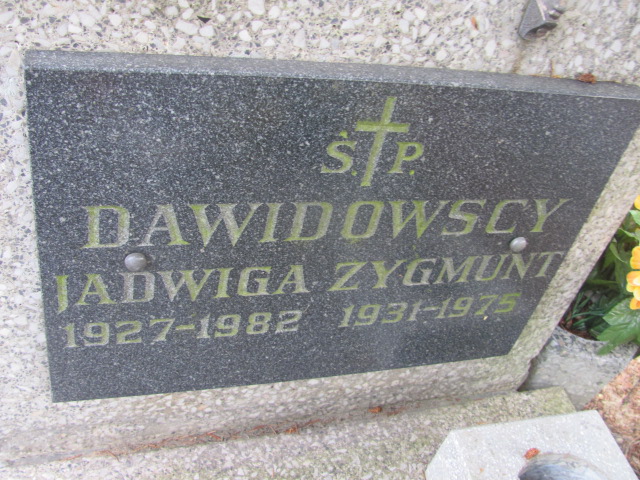 Ś. P.
DAWIDOWSCY
JADWIGA ZYGMUNT
1927-1982 1931-1975